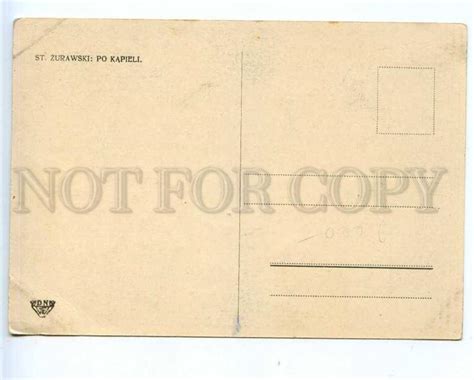 ST. ŻURAWSKI: PO KĄPIELI.
NOT FOR COPY